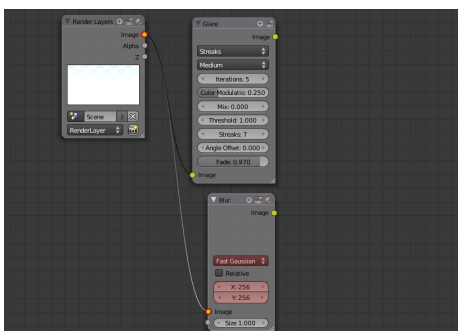 Render Layers
Image
Alpha
Z
Scene 3
RenderLayer
Glare
Image
Streaks
Medium
Iterations: 5
Color Modulatio: 0.250
Mix: 0.000
Threshold: 1.000
Streaks: 7
Angle Offset: 0.000
Fade: 0.970
Image
Blur
Image
Fast Gaussian
Relative
X: 256
Y: 256
Image
Size 1.000